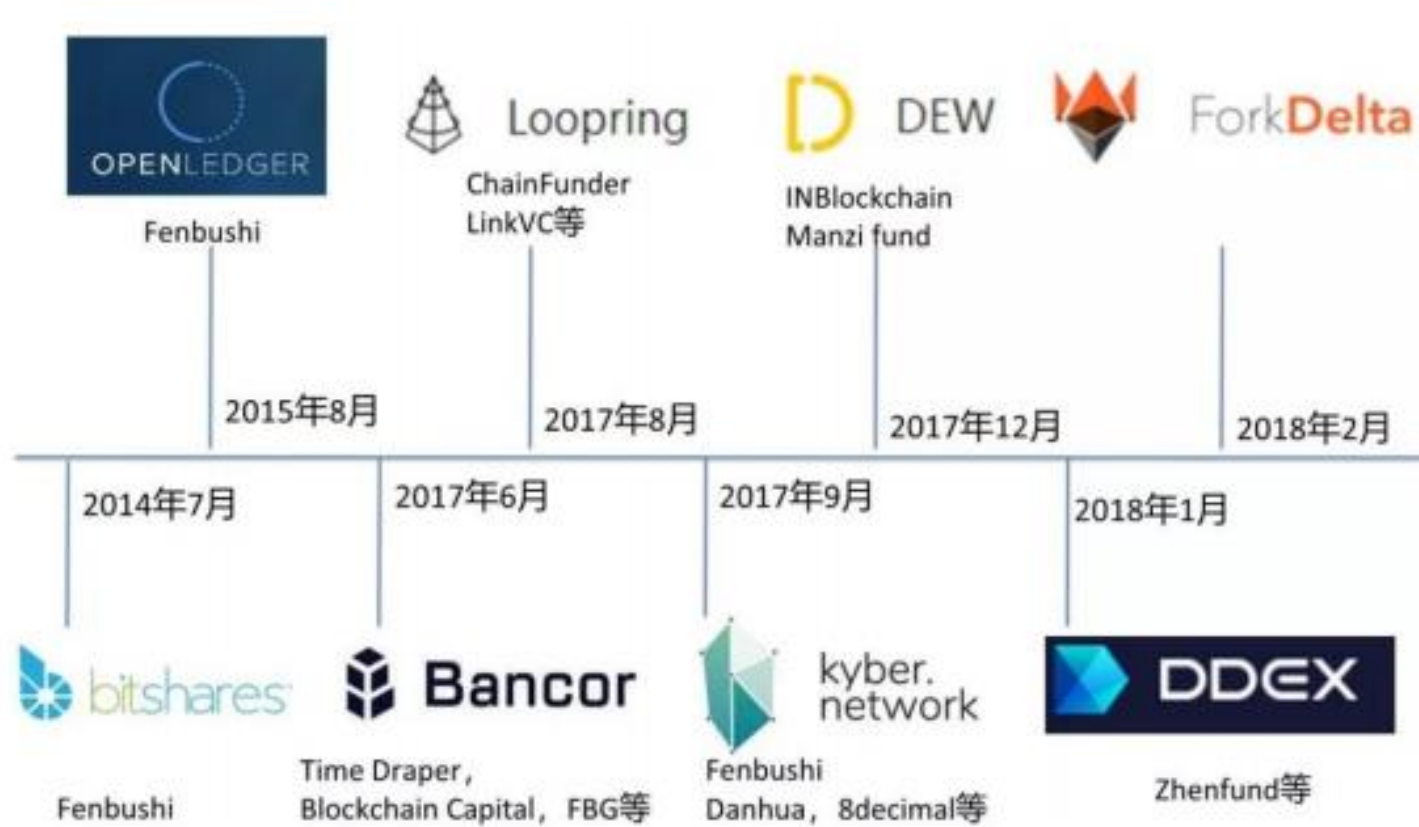 OPENLEDGER
Fenbushi
Loopring
ChainFunder
LinkVC等
DEW
INBlockchain
Manzi fund
ForkDelta
2015年8月
2017年8月
2017年12月
2018年2月
2014年7月
2017年6月
2017年9月
2018年1月
bitshares
Fenbushi
Bancor
Time Draper，
Blockchain Capital，FBG等
kyber.
network
Fenbushi
Danhua，8decimal等
DDEX
Zhenfund等